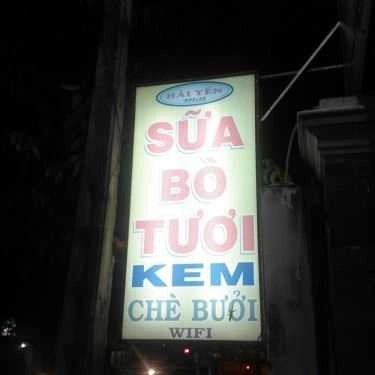 HẢI YẾN
SỮA
BÒ
TƯƠI
KEM
CHÈ BƯỞI
WIFI